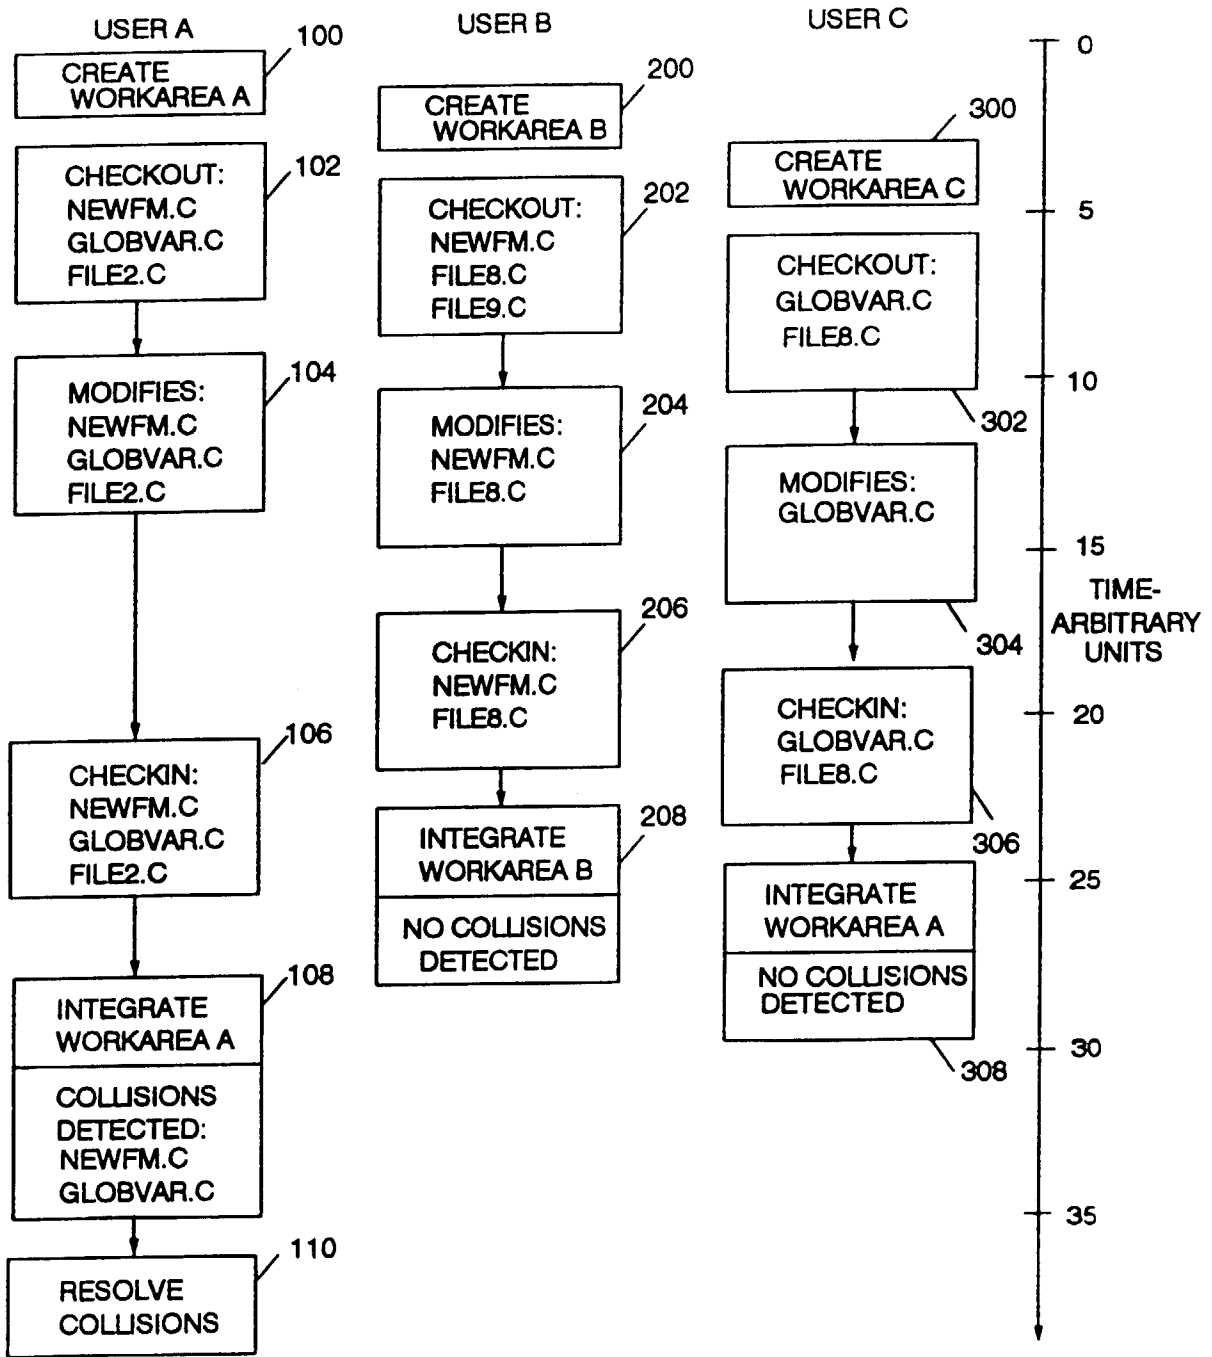 USER A
100
CREATE
WORKAREA A
102
CHECKOUT:
NEWFM.C
GLOBVAR.C
FILE2.C
104
MODIFIES:
NEWFM.C
GLOBVAR.C
FILE2.C
106
CHECKIN:
NEWFM.C
GLOBVAR.C
FILE2.C
108
INTEGRATE
WORKAREA A
COLLISIONS
DETECTED:
NEWFM.C
GLOBVAR.C
110
RESOLVE
COLLISIONS
USER B
200
CREATE
WORKAREA B
202
CHECKOUT:
NEWFM.C
FILE8.C
FILE9.C
204
MODIFIES:
NEWFM.C
FILE8.C
206
CHECKIN:
NEWFM.C
FILE8.C
208
INTEGRATE
WORKAREA B
NO COLLISIONS
DETECTED
USER C
300
CREATE
WORKAREA C
CHECKOUT:
GLOBVAR.C
FILE8.C
302
MODIFIES:
GLOBVAR.C
304
CHECKIN:
GLOBVAR.C
FILE8.C
306
INTEGRATE
WORKAREA A
NO COLLISIONS
DETECTED
308
0
5
10
15
TIME-
ARBITRARY
UNITS
20
25
30
35